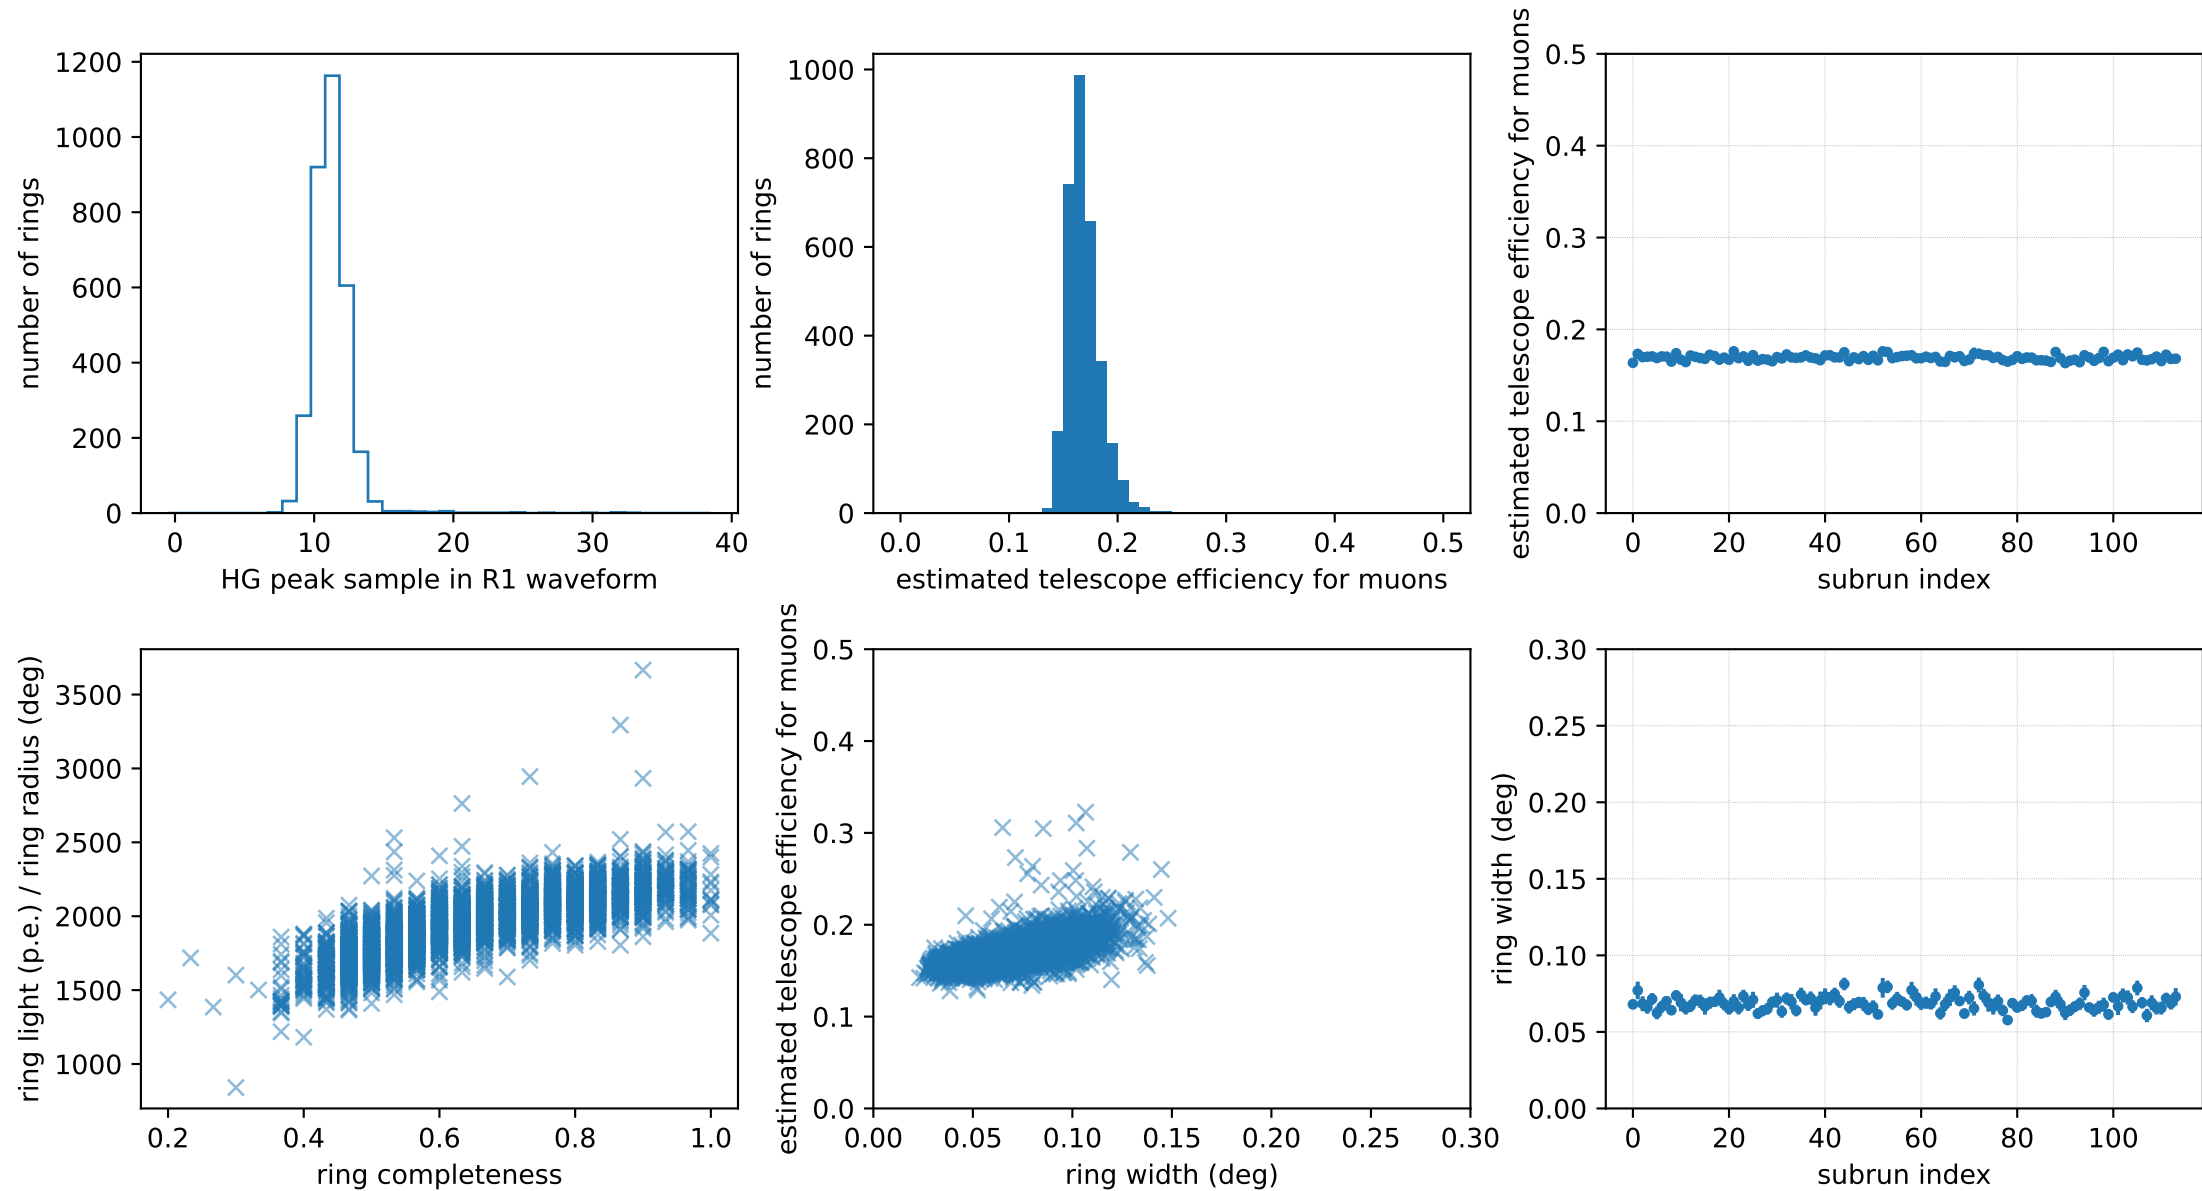 number of rings
1200
1000
800
600
400
200
0
0 10 20 30 40
HG peak sample in R1 waveform
number of rings
1000
800
600
400
200
0
0.0 0.1 0.2 0.3 0.4 0.5
estimated telescope efficiency for muons
estimated telescope efficiency for muons
0.5
0.4
0.3
0.2
0.1
0.0
0 20 40 60 80 100
subrun index
ring light (p.e.) / ring radius (deg)
3500
3000
2500
2000
1500
1000
0.2 0.4 0.6 0.8 1.0
ring completeness
estimated telescope efficiency for muons
0.5
0.4
0.3
0.2
0.1
0.0
0.00 0.05 0.10 0.15 0.20 0.25 0.30
ring width (deg)
ring width (deg)
0.30
0.25
0.20
0.15
0.10
0.05
0.00
0 20 40 60 80 100
subrun index